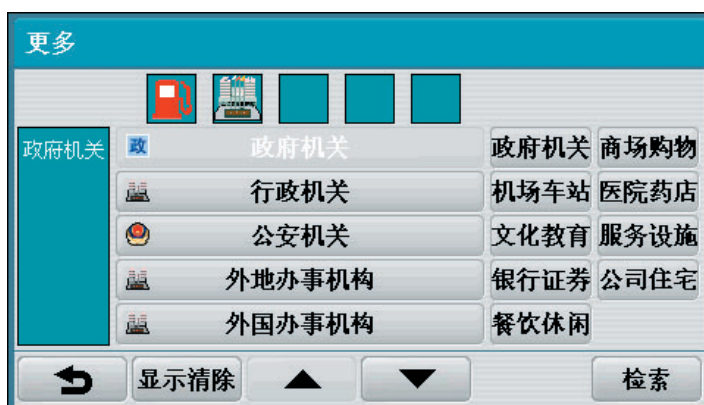 更多
政府机关
政 政府机关 政府机关 商场购物
行政机关 机场车站 医院药店
公安机关 文化教育 服务设施
外地办事机构 银行证券 公司住宅
外国办事机构 餐饮休闲
显示清除 检索